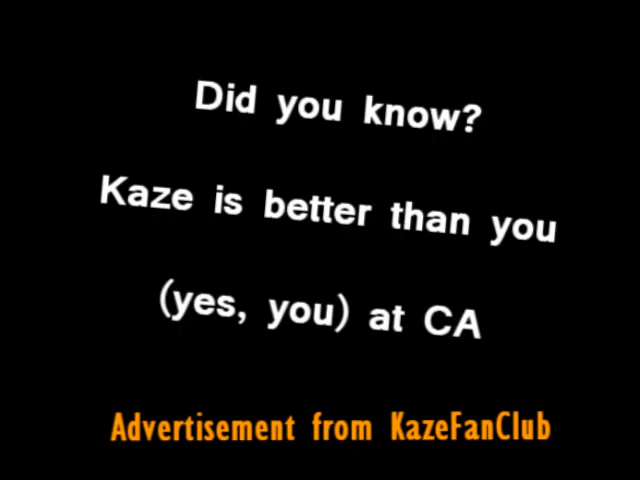 Did you know?
Kaze is better than you
(yes, you) at CA
Advertisement from KazeFanClub